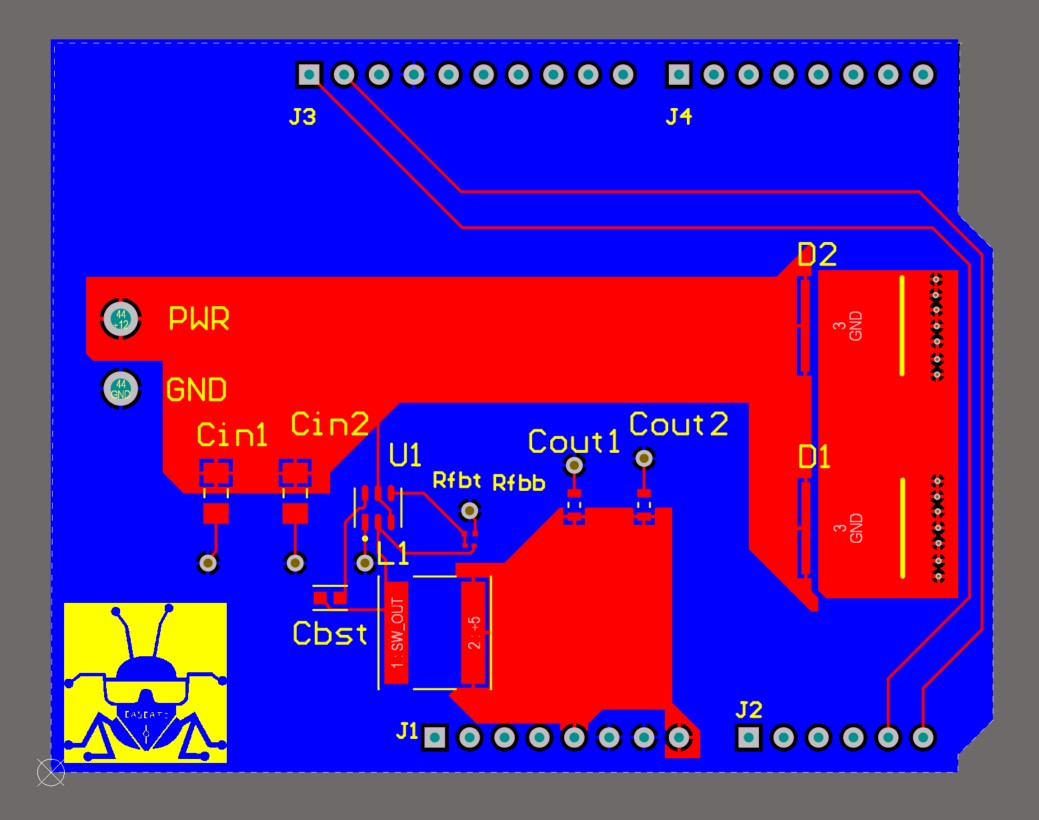 J3
J4
D2
44
+12
PWR
3
GND
44
GND
GND
Cin1
Cin2
Cout1
Cout2
U1
Rfbt
Rfbb
D1
3
GND
L1
1 : SW_OUT
2 : +5
Cbst
J1
J2